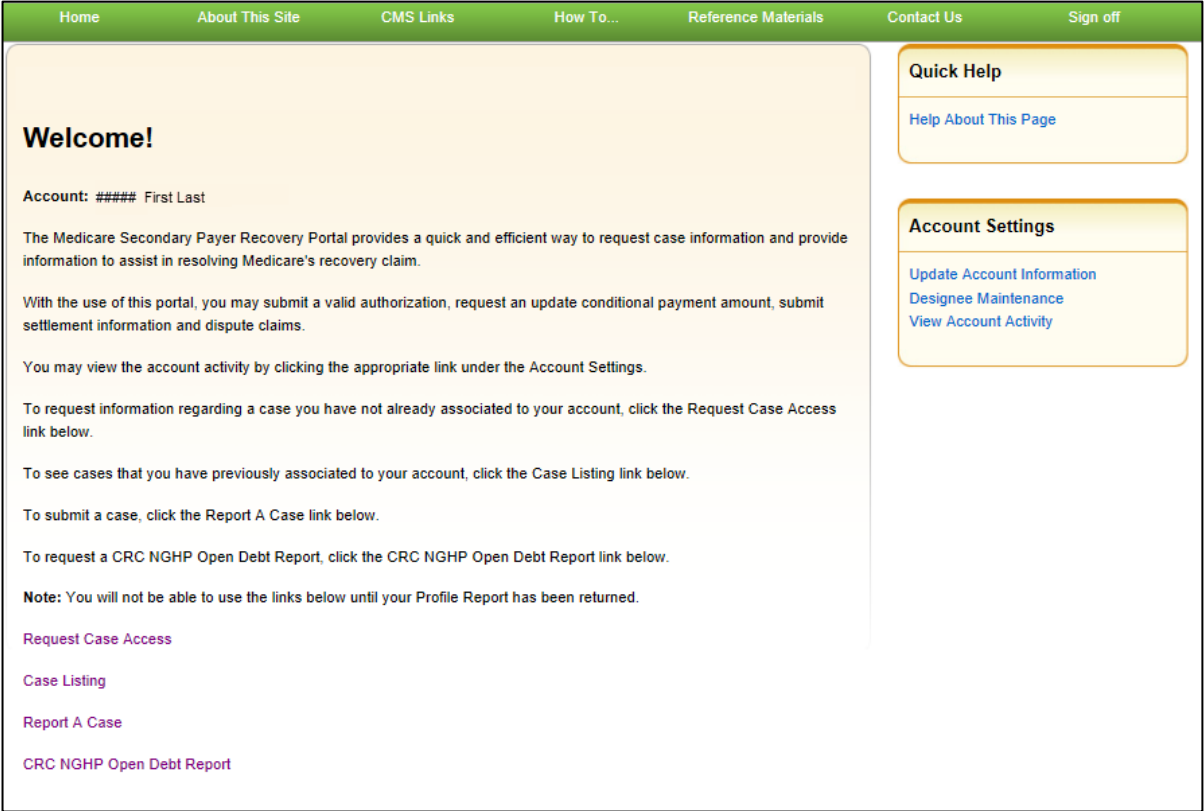 Home About This Site CMS Links How To... Reference Materials Contact Us Sign off
Welcome!
Account: ##### First Last
The Medicare Secondary Payer Recovery Portal provides a quick and efficient way to request case information and provide
information to assist in resolving Medicare's recovery claim.
With the use of this portal, you may submit a valid authorization, request an update conditional payment amount, submit
settlement information and dispute claims.
You may view the account activity by clicking the appropriate link under the Account Settings.
To request information regarding a case you have not already associated to your account, click the Request Case Access
link below.
To see cases that you have previously associated to your account, click the Case Listing link below.
To submit a case, click the Report A Case link below.
To request a CRC NGHP Open Debt Report, click the CRC NGHP Open Debt Report link below.
Note: You will not be able to use the links below until your Profile Report has been returned.
Request Case Access
Case Listing
Report A Case
CRC NGHP Open Debt Report
Quick Help
Help About This Page
Account Settings
Update Account Information
Designee Maintenance
View Account Activity